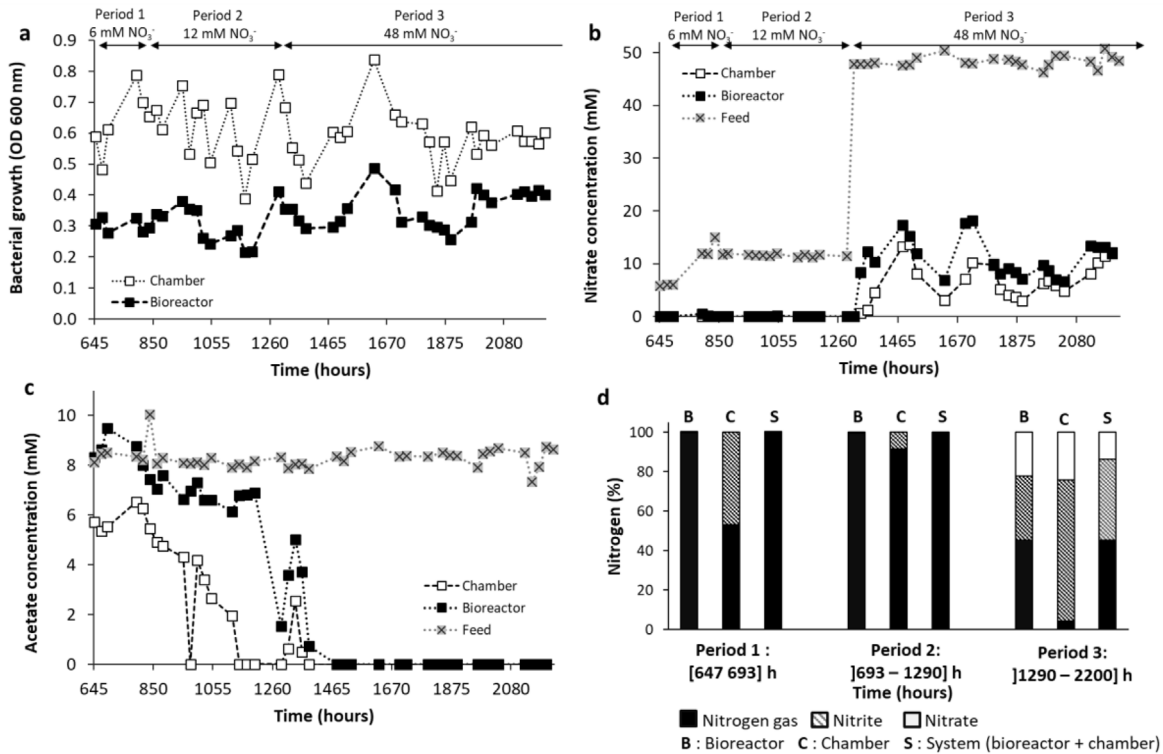 a
Period 1
6 mM NO3-
Period 2
12 mM NO3-
Period 3
48 mM NO3-
Bacterial growth (OD 600 nm)
0.9
0.8
0.7
0.6
0.5
0.4
0.3
0.2
0.1
0.0
Chamber
Bioreactor
645 850 1055 1260 1465 1670 1875 2080
Time (hours)
b
Period 1
6 mM NO3-
Period 2
12 mM NO3-
Period 3
48 mM NO3-
Nitrate concentration (mM)
50
40
30
20
10
0
Chamber
Bioreactor
Feed
645 850 1055 1260 1465 1670 1875 2080
Time (hours)
c
Acetate concentration (mM)
10
8
6
4
2
0
Chamber
Bioreactor
Feed
645 850 1055 1260 1465 1670 1875 2080
Time (hours)
d
Nitrogen (%)
100
80
60
40
20
0
B C S B C S B C S
Period 1 :
[647 693] h
Period 2:
]693 – 1290] h
Period 3:
]1290 – 2200] h
Time (hours)
Nitrogen gas Nitrite Nitrate
B : Bioreactor C : Chamber S : System (bioreactor + chamber)